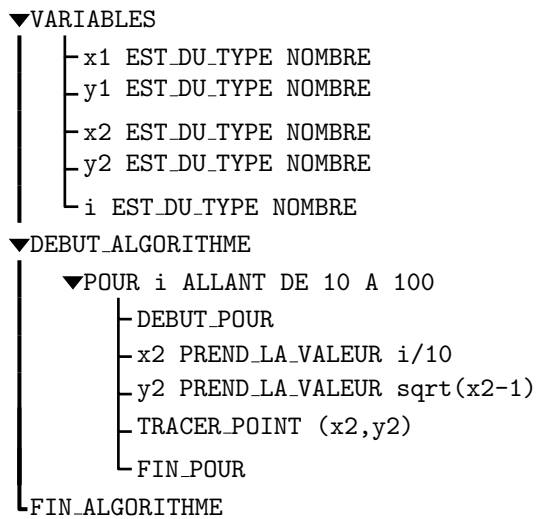 ▼VARIABLES
x1 EST_DU_TYPE NOMBRE
y1 EST_DU_TYPE NOMBRE
x2 EST_DU_TYPE NOMBRE
y2 EST_DU_TYPE NOMBRE
i EST_DU_TYPE NOMBRE
▼DEBUT_ALGORITHME
▼POUR i ALLANT DE 10 A 100
DEBUT_POUR
x2 PREND_LA_VALEUR i/10
y2 PREND_LA_VALEUR sqrt(x2-1)
TRACER_POINT (x2,y2)
FIN_POUR
FIN_ALGORITHME